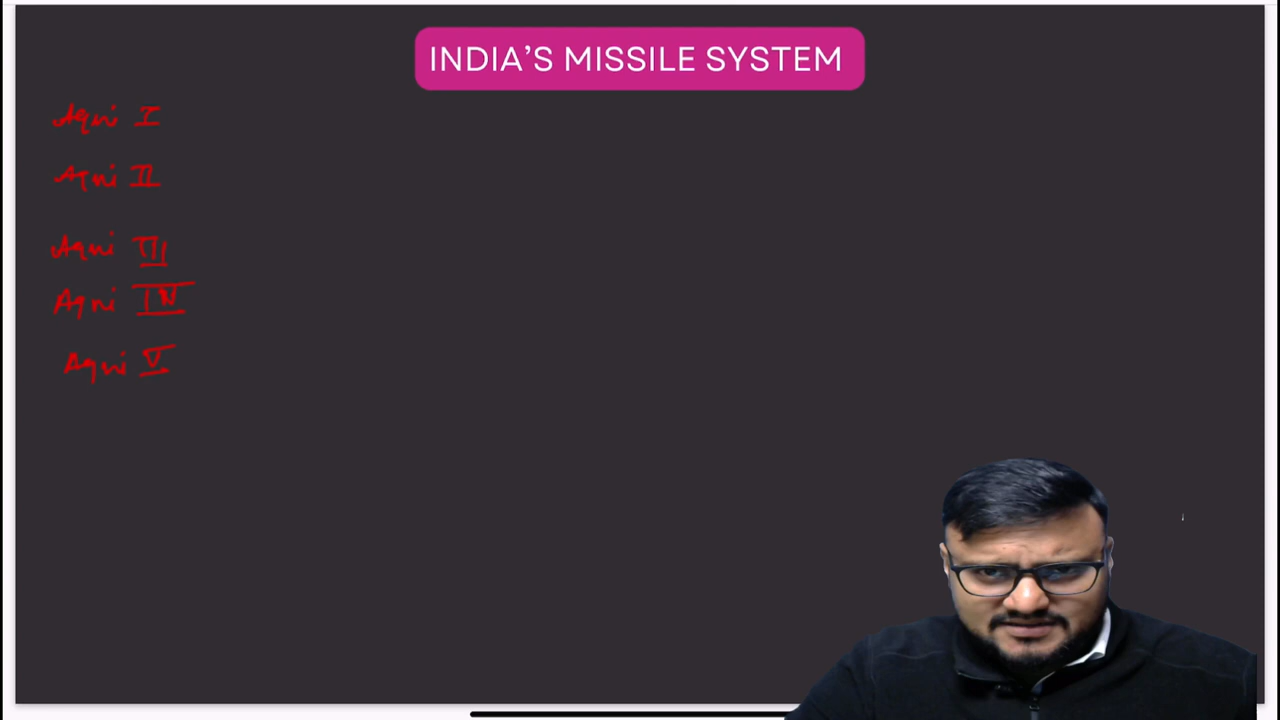 INDIA’S MISSILE SYSTEM
Agni I
Agni II
Agni III
Agni IV
Agni V